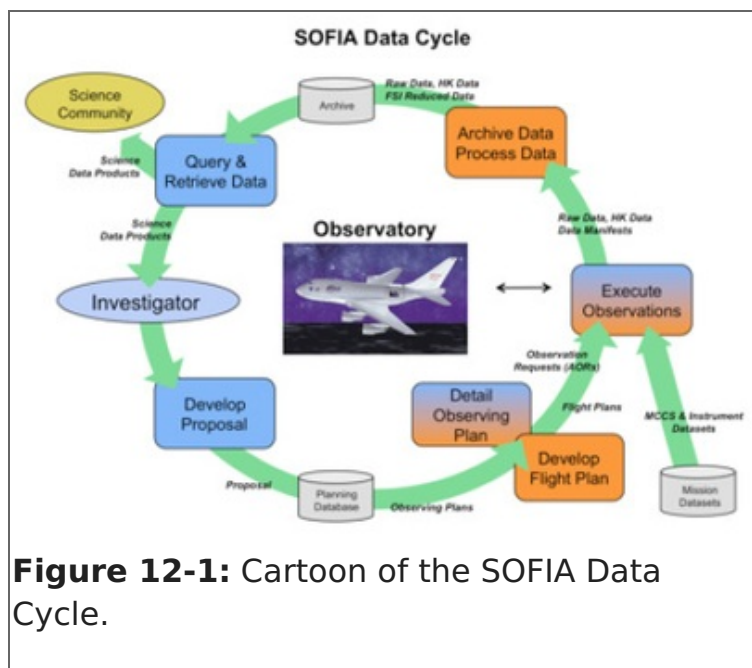 SOFIA Data Cycle
Science
Community
Archive
Raw Data, HK Data
FSI Reduced Data
Archive Data
Process Data
Query &
Retrieve Data
Science
Data Products
Science
Data Products
Raw Data, HK Data
Data Manifests
Observatory
Investigator
Execute
Observations
Observation
Requests (AORs)
Develop
Proposal
Detail
Observing
Plan
Flight Plans
MCCS & Instrument
Datasets
Develop
Flight Plan
Proposal
Planning
Database
Observing Plans
Mission
Datasets
Figure 12-1: Cartoon of the SOFIA Data
Cycle.